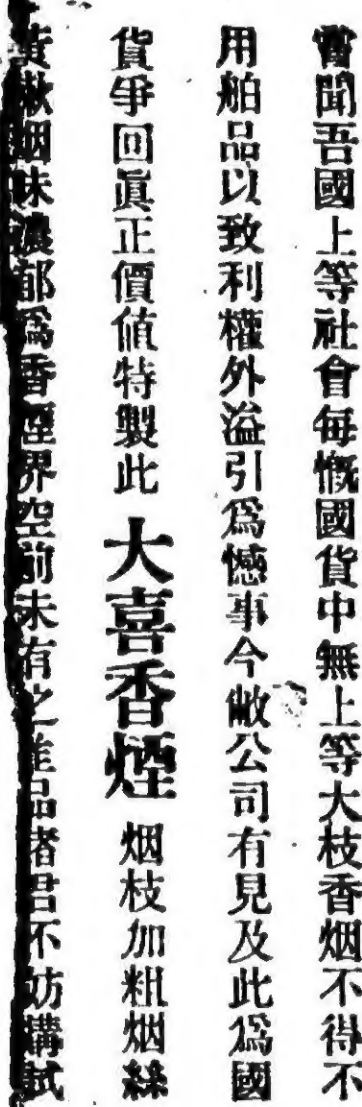 嘗聞吾國上等社會每慨國貨中無上等大枝香烟不得不
用舶品以致利權外溢引爲憾事今敝公司有見及此爲國
貨爭回眞正價値特製此大喜香煙烟枝加粗烟絲
黃嫩烟味濃郁爲香煙界空前未有之佳品諸君不妨購試